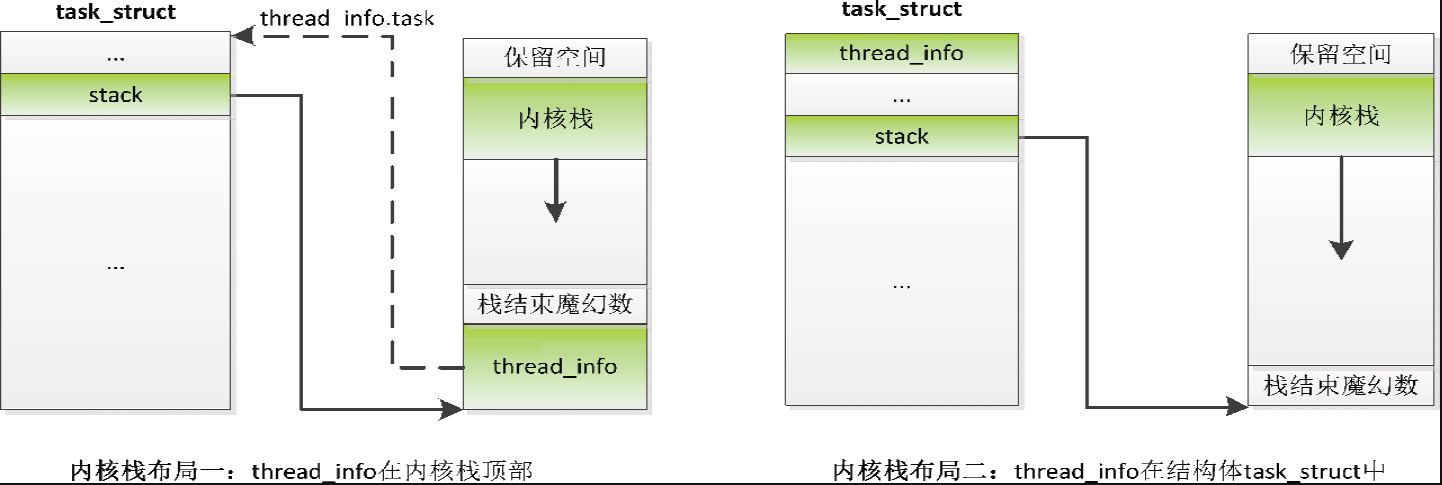 task_struct
...
stack
...
thread_info.task
保留空间
内核栈
栈结束魔幻数
thread_info
内核栈布局一：thread_info在内核栈顶部
task_struct
thread_info
...
stack
...
保留空间
内核栈
栈结束魔幻数
内核栈布局二：thread_info在结构体task_struct中